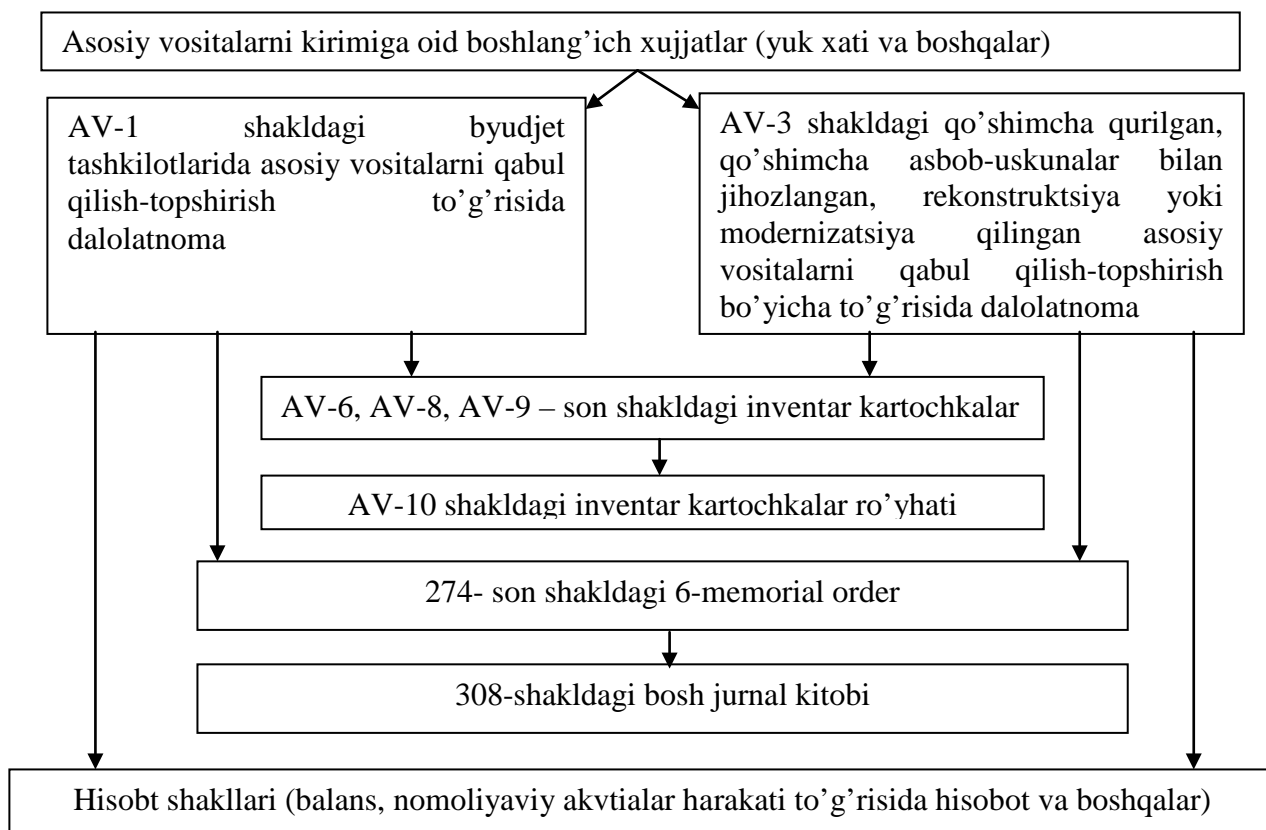 Asosiy vositalarni kirimiga oid boshlang’ich xujjatlar (yuk xati va boshqalar)
AV-1 shakldagi byudjet
tashkilotlarida asosiy vositalarni qabul
qilish-topshirish to’g’risida
dalolatnoma
AV-3 shakldagi qo’shimcha qurilgan,
qo’shimcha asbob-uskunalar bilan
jihozlangan, rekonstruktsiya yoki
modernizatsiya qilingan asosiy
vositalarni qabul qilish-topshirish
bo’yicha to’g’risida dalolatnoma
AV-6, AV-8, AV-9 – son shakldagi inventar kartochkalar
AV-10 shakldagi inventar kartochkalar ro’yhati
274- son shakldagi 6-memorial order
308-shakldagi bosh jurnal kitobi
Hisobt shakllari (balans, nomoliyaviy akvtialar harakati to’g’risida hisobot va boshqalar)